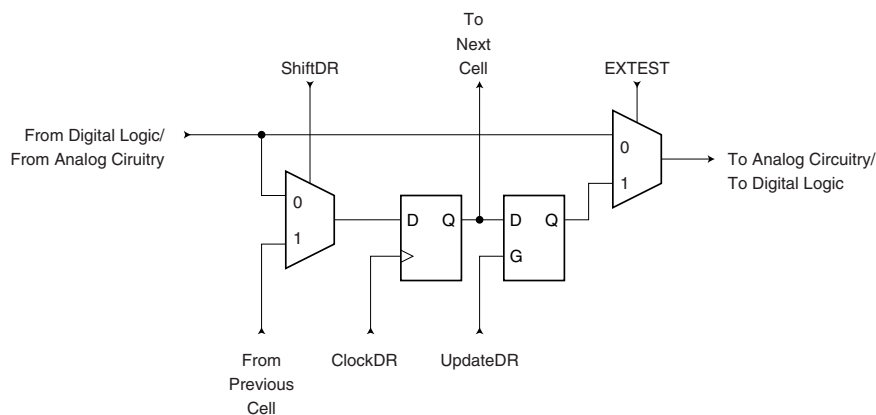 To
Next
Cell
ShiftDR
EXTEST
From Digital Logic/
From Analog Ciruitry
0
1
To Analog Circuitry/
To Digital Logic
0
1
D Q
D Q
G
From
Previous
Cell
ClockDR
UpdateDR